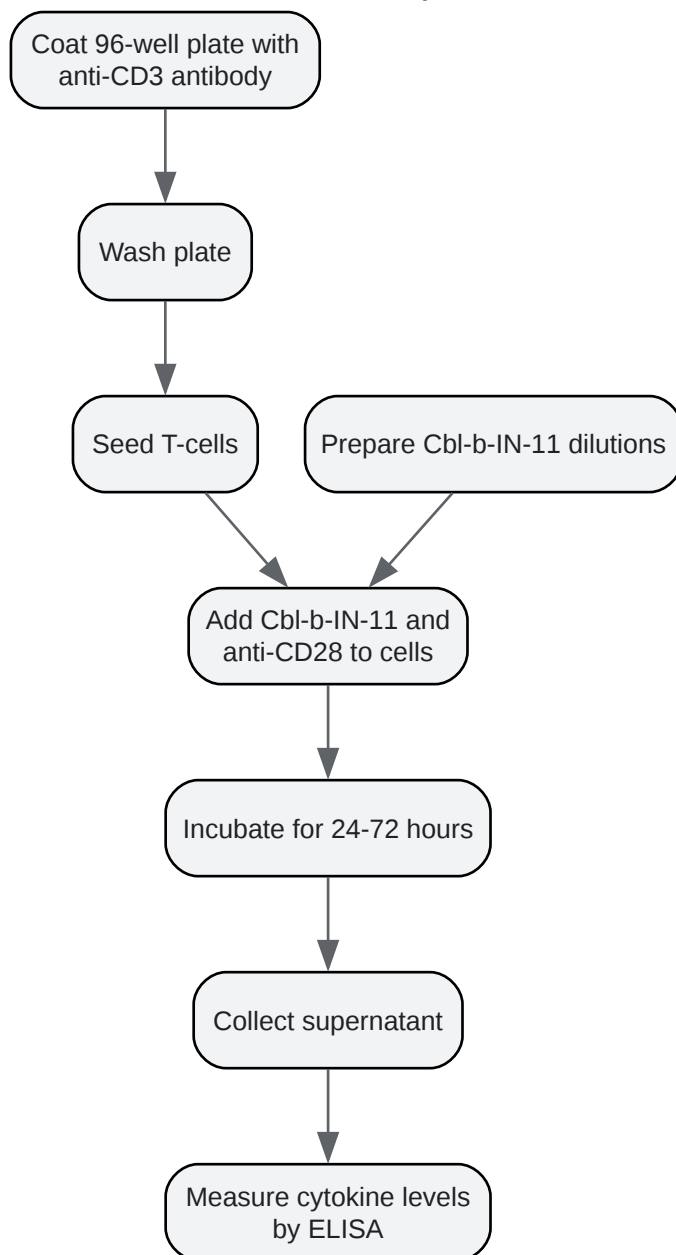 Coat 96-well plate with
anti-CD3 antibody
Wash plate
Seed T-cells
Prepare Cbl-b-IN-11 dilutions
Add Cbl-b-IN-11 and
anti-CD28 to cells
Incubate for 24-72 hours
Collect supernatant
Measure cytokine levels
by ELISA